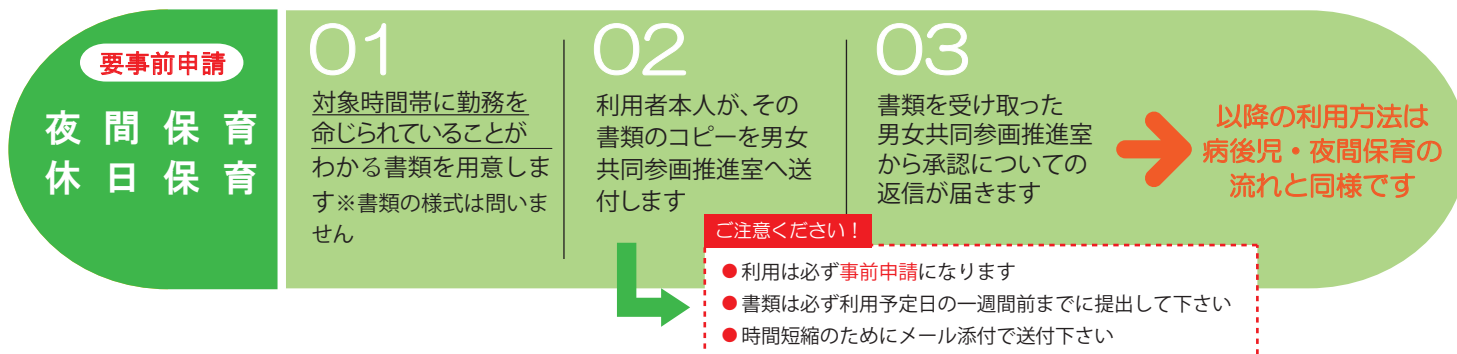 要事前申請
夜間保育
休日保育
01
対象時間帯に勤務を
命じられていることが
わかる書類を用意しま
す※書類の様式は問いま
せん
02
利用者本人が、その
書類のコピーを男女
共同参画推進室へ送
付します
03
書類を受け取った
男女共同参画推進室
から承認についての
返信が届きます
以降の利用方法は
病後児・夜間保育の
流れと同様です
ご注意ください！
●利用は必ず事前申請になります
●書類は必ず利用予定日の一週間前までに提出して下さい
●時間短縮のためにメール添付で送付下さい